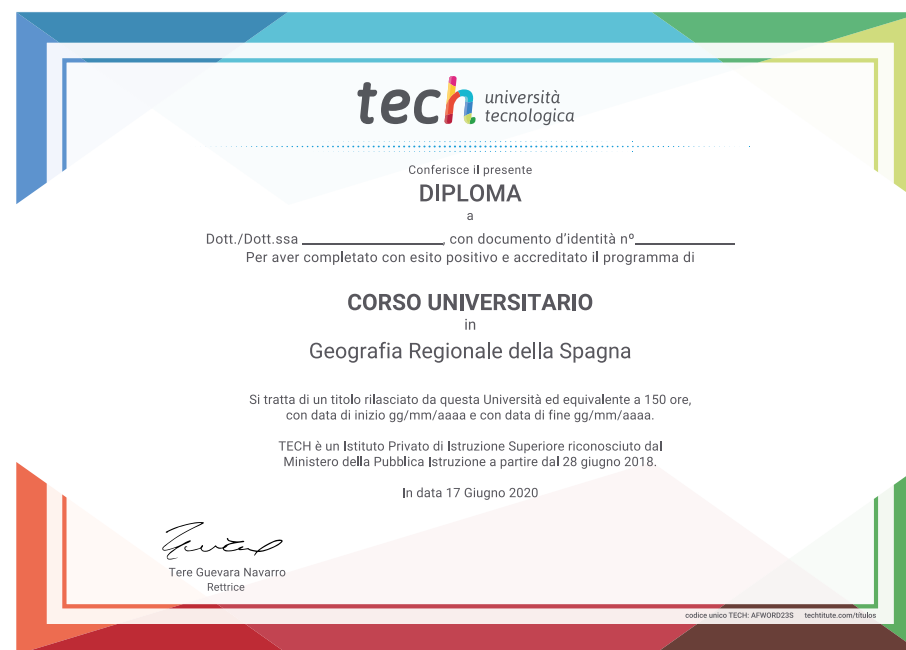 tech università
tecnologica
Conferisce il presente
DIPLOMA
a
Dott./Dott.ssa ____________________, con documento d'identità nº______________
Per aver completato con esito positivo e accreditato il programma di
CORSO UNIVERSITARIO
in
Geografia Regionale della Spagna
Si tratta di un titolo rilasciato da questa Università ed equivalente a 150 ore,
con data di inizio gg/mm/aaaa e con data di fine gg/mm/aaaa.
TECH è un Istituto Privato di Istruzione Superiore riconosciuto dal
Ministero della Pubblica Istruzione a partire dal 28 giugno 2018.
In data 17 Giugno 2020
Tere Guevara Navarro
Rettrice
codice unico TECH: AFWORD23S techtitute.com/titulos